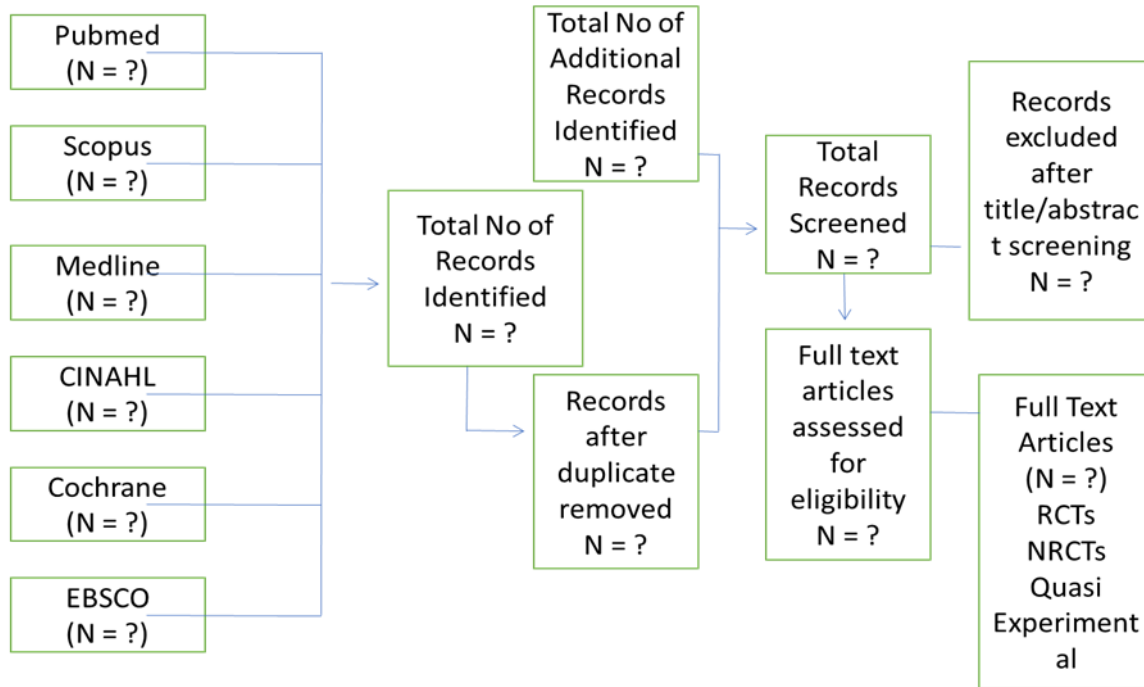 Pubmed
(N = ?)
Scopus
(N = ?)
Medline
(N = ?)
CINAHL
(N = ?)
Cochrane
(N = ?)
EBSCO
(N = ?)
Total No of
Records
Identified
N = ?
Total No of
Additional
Records
Identified
N = ?
Records
after
duplicate
removed
N = ?
Total
Records
Screened
N = ?
Records
excluded
after
title/abstrac
t screening
N = ?
Full text
articles
assessed
for
eligibility
N = ?
Full Text
Articles
(N = ?)
RCTs
NRCTs
Quasi
Experiment
al